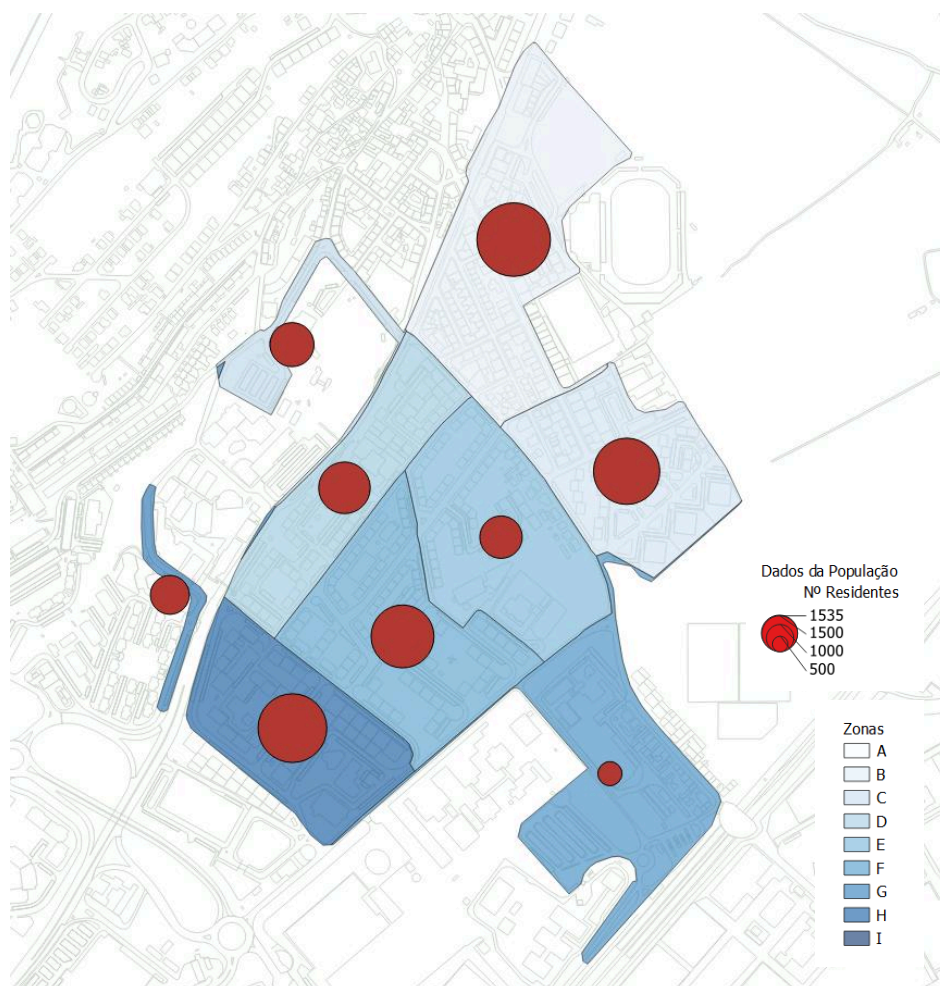 Dados da População
Nº Residentes
1535
1500
1000
500
Zonas
A
B
C
D
E
F
G
H
I